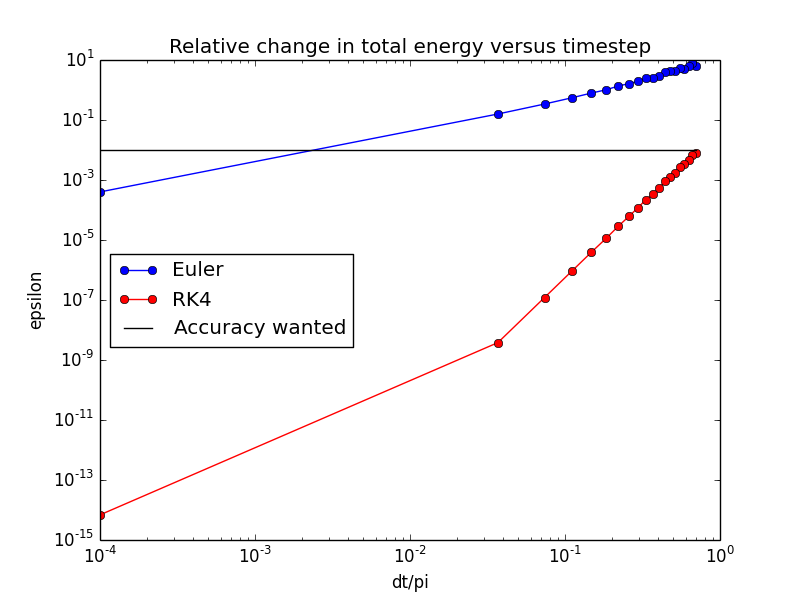 Relative change in total energy versus timestep
10^1
10^-1
10^-3
10^-5
10^-7
10^-9
10^-11
10^-13
10^-15
epsilon
Euler
RK4
Accuracy wanted
10^-4 10^-3 10^-2 10^-1 10^0
dt/pi